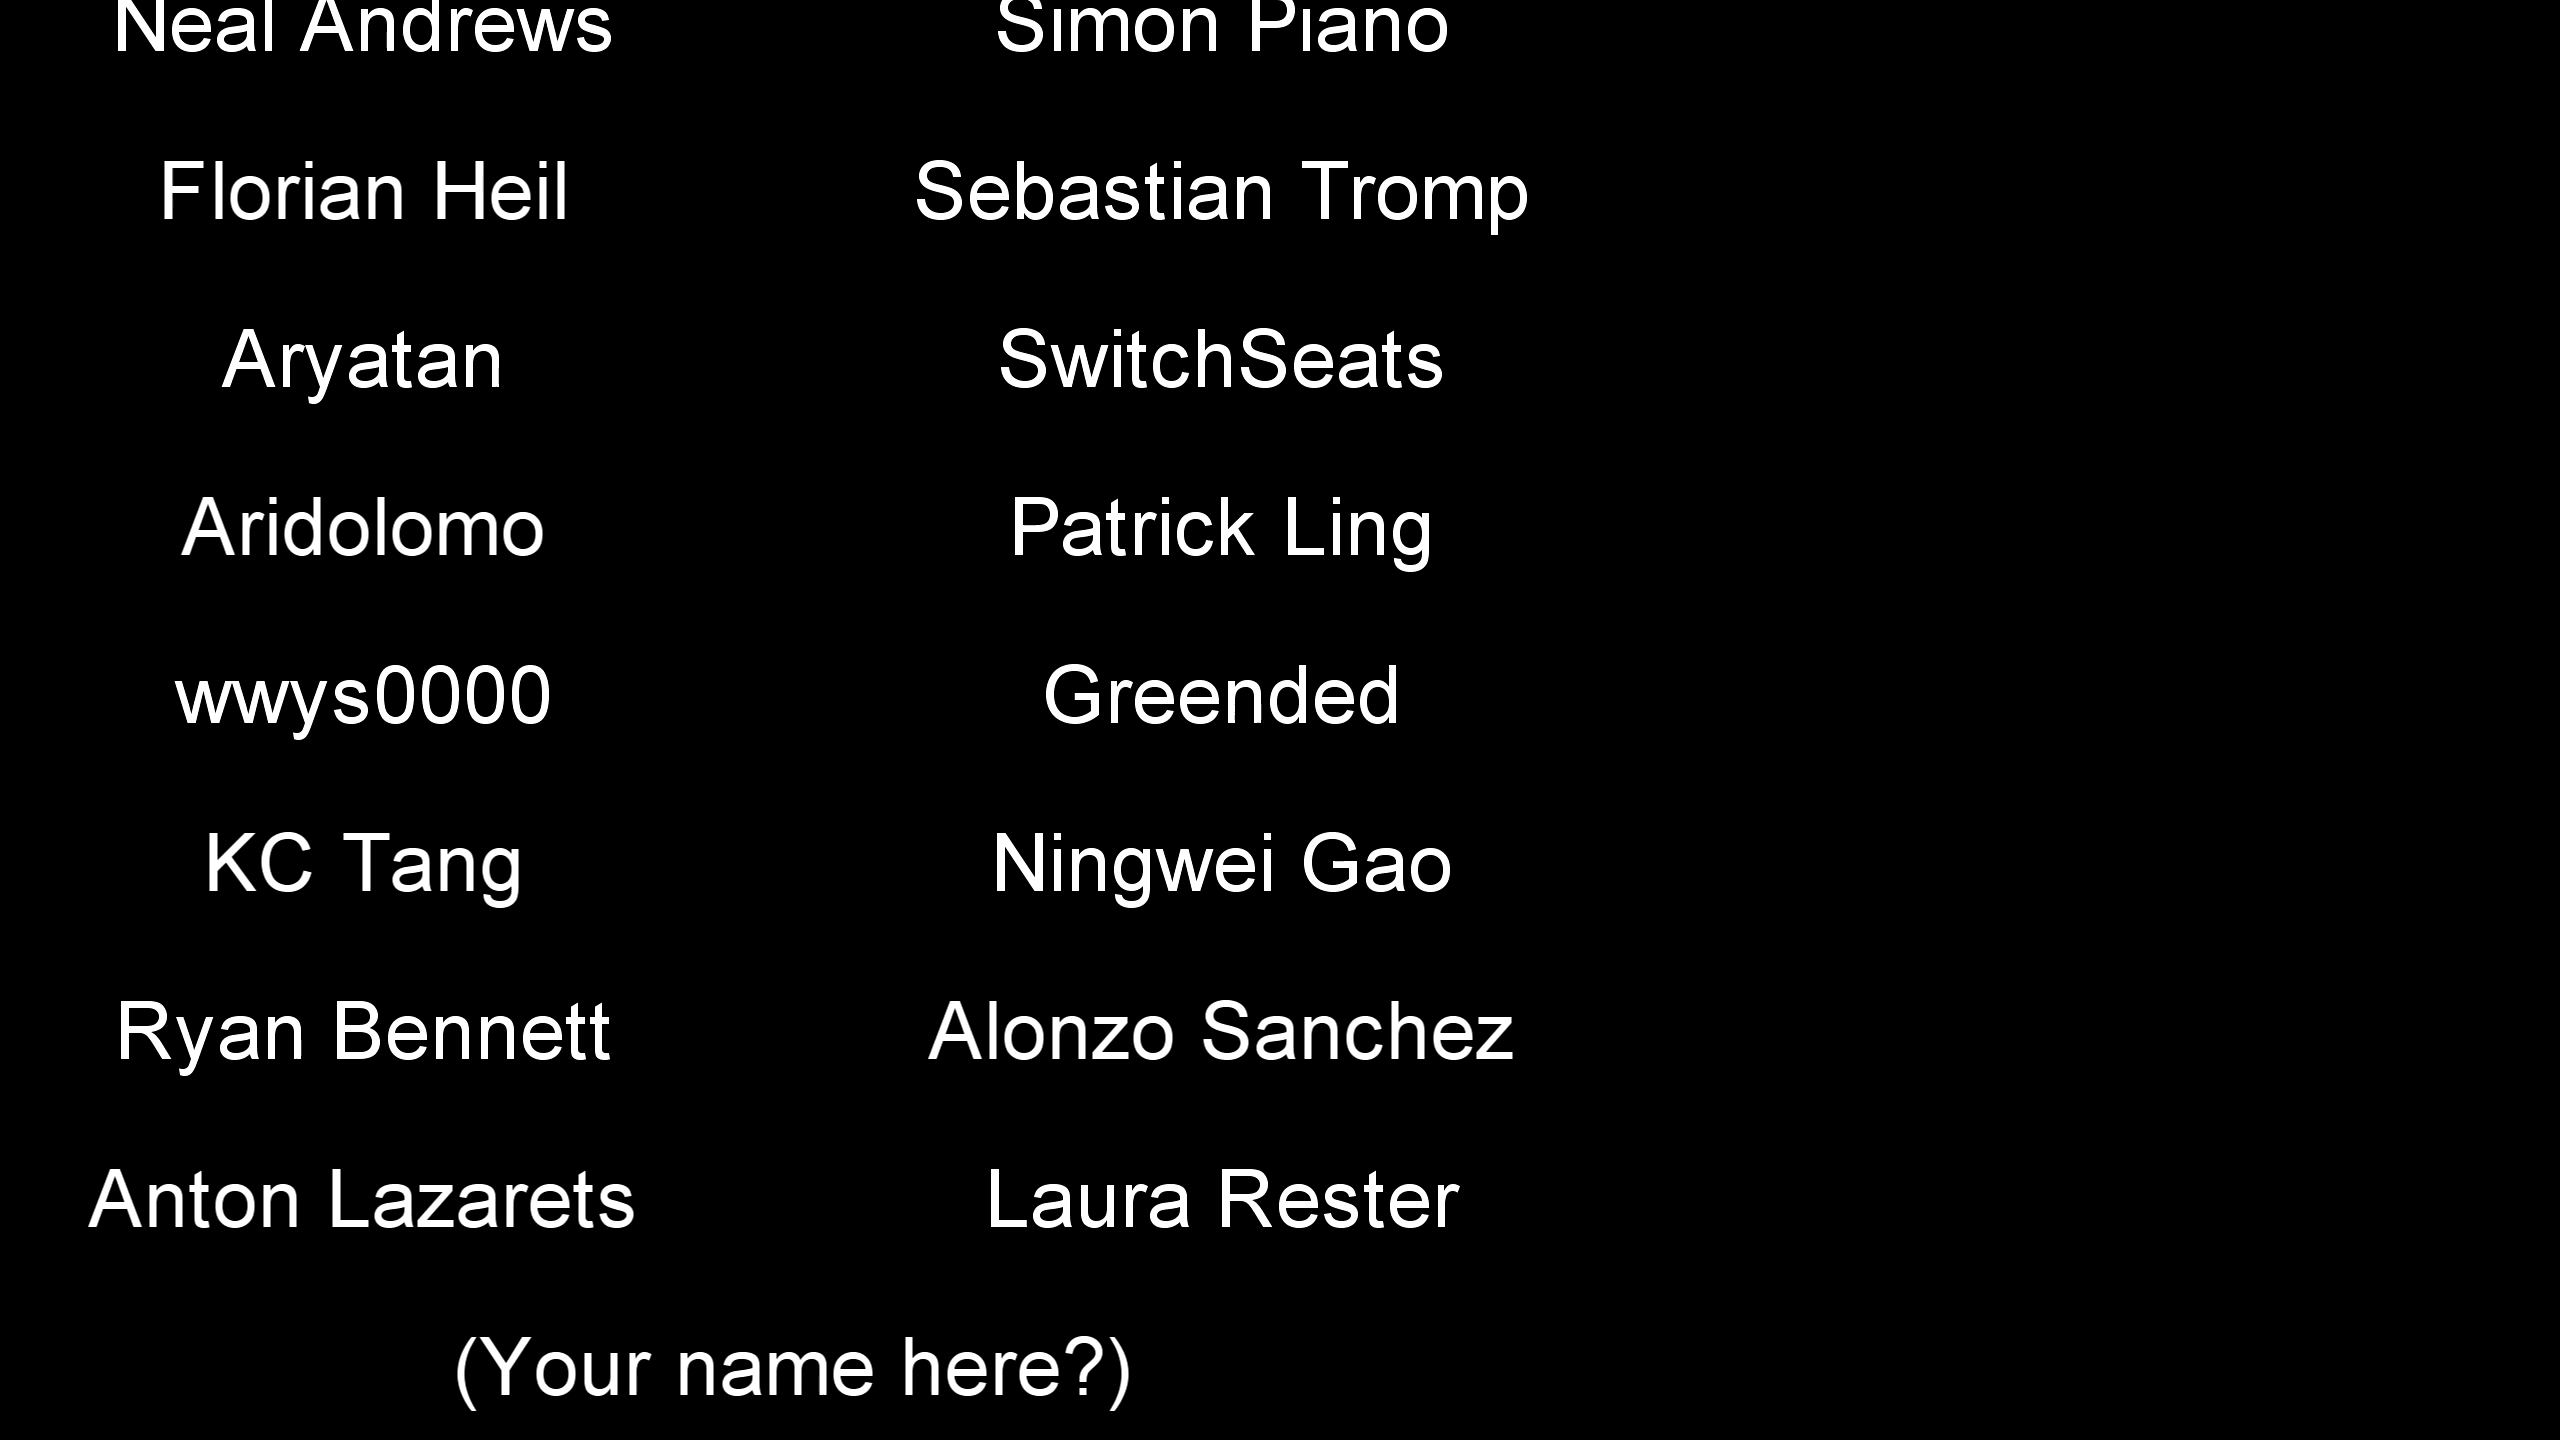 Neal Andrews Simon Piano
Florian Heil Sebastian Tromp
Aryatan SwitchSeats
Aridolomo Patrick Ling
wwys0000 Greended
KC Tang Ningwei Gao
Ryan Bennett Alonzo Sanchez
Anton Lazarets Laura Rester
(Your name here?)